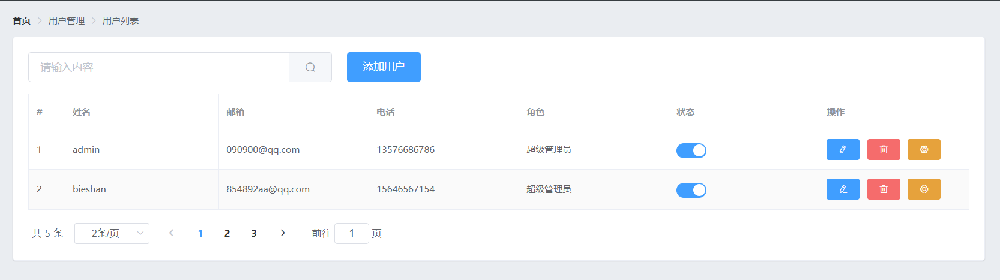 首页 > 用户管理 > 用户列表
请输入内容 添加用户
# 姓名 邮箱 电话 角色 状态 操作
1 admin 090900@qq.com 13576686786 超级管理员
2 bieshan 854892aa@qq.com 15646567154 超级管理员
共 5 条 2条/页 < 1 2 3 > 前往 1 页